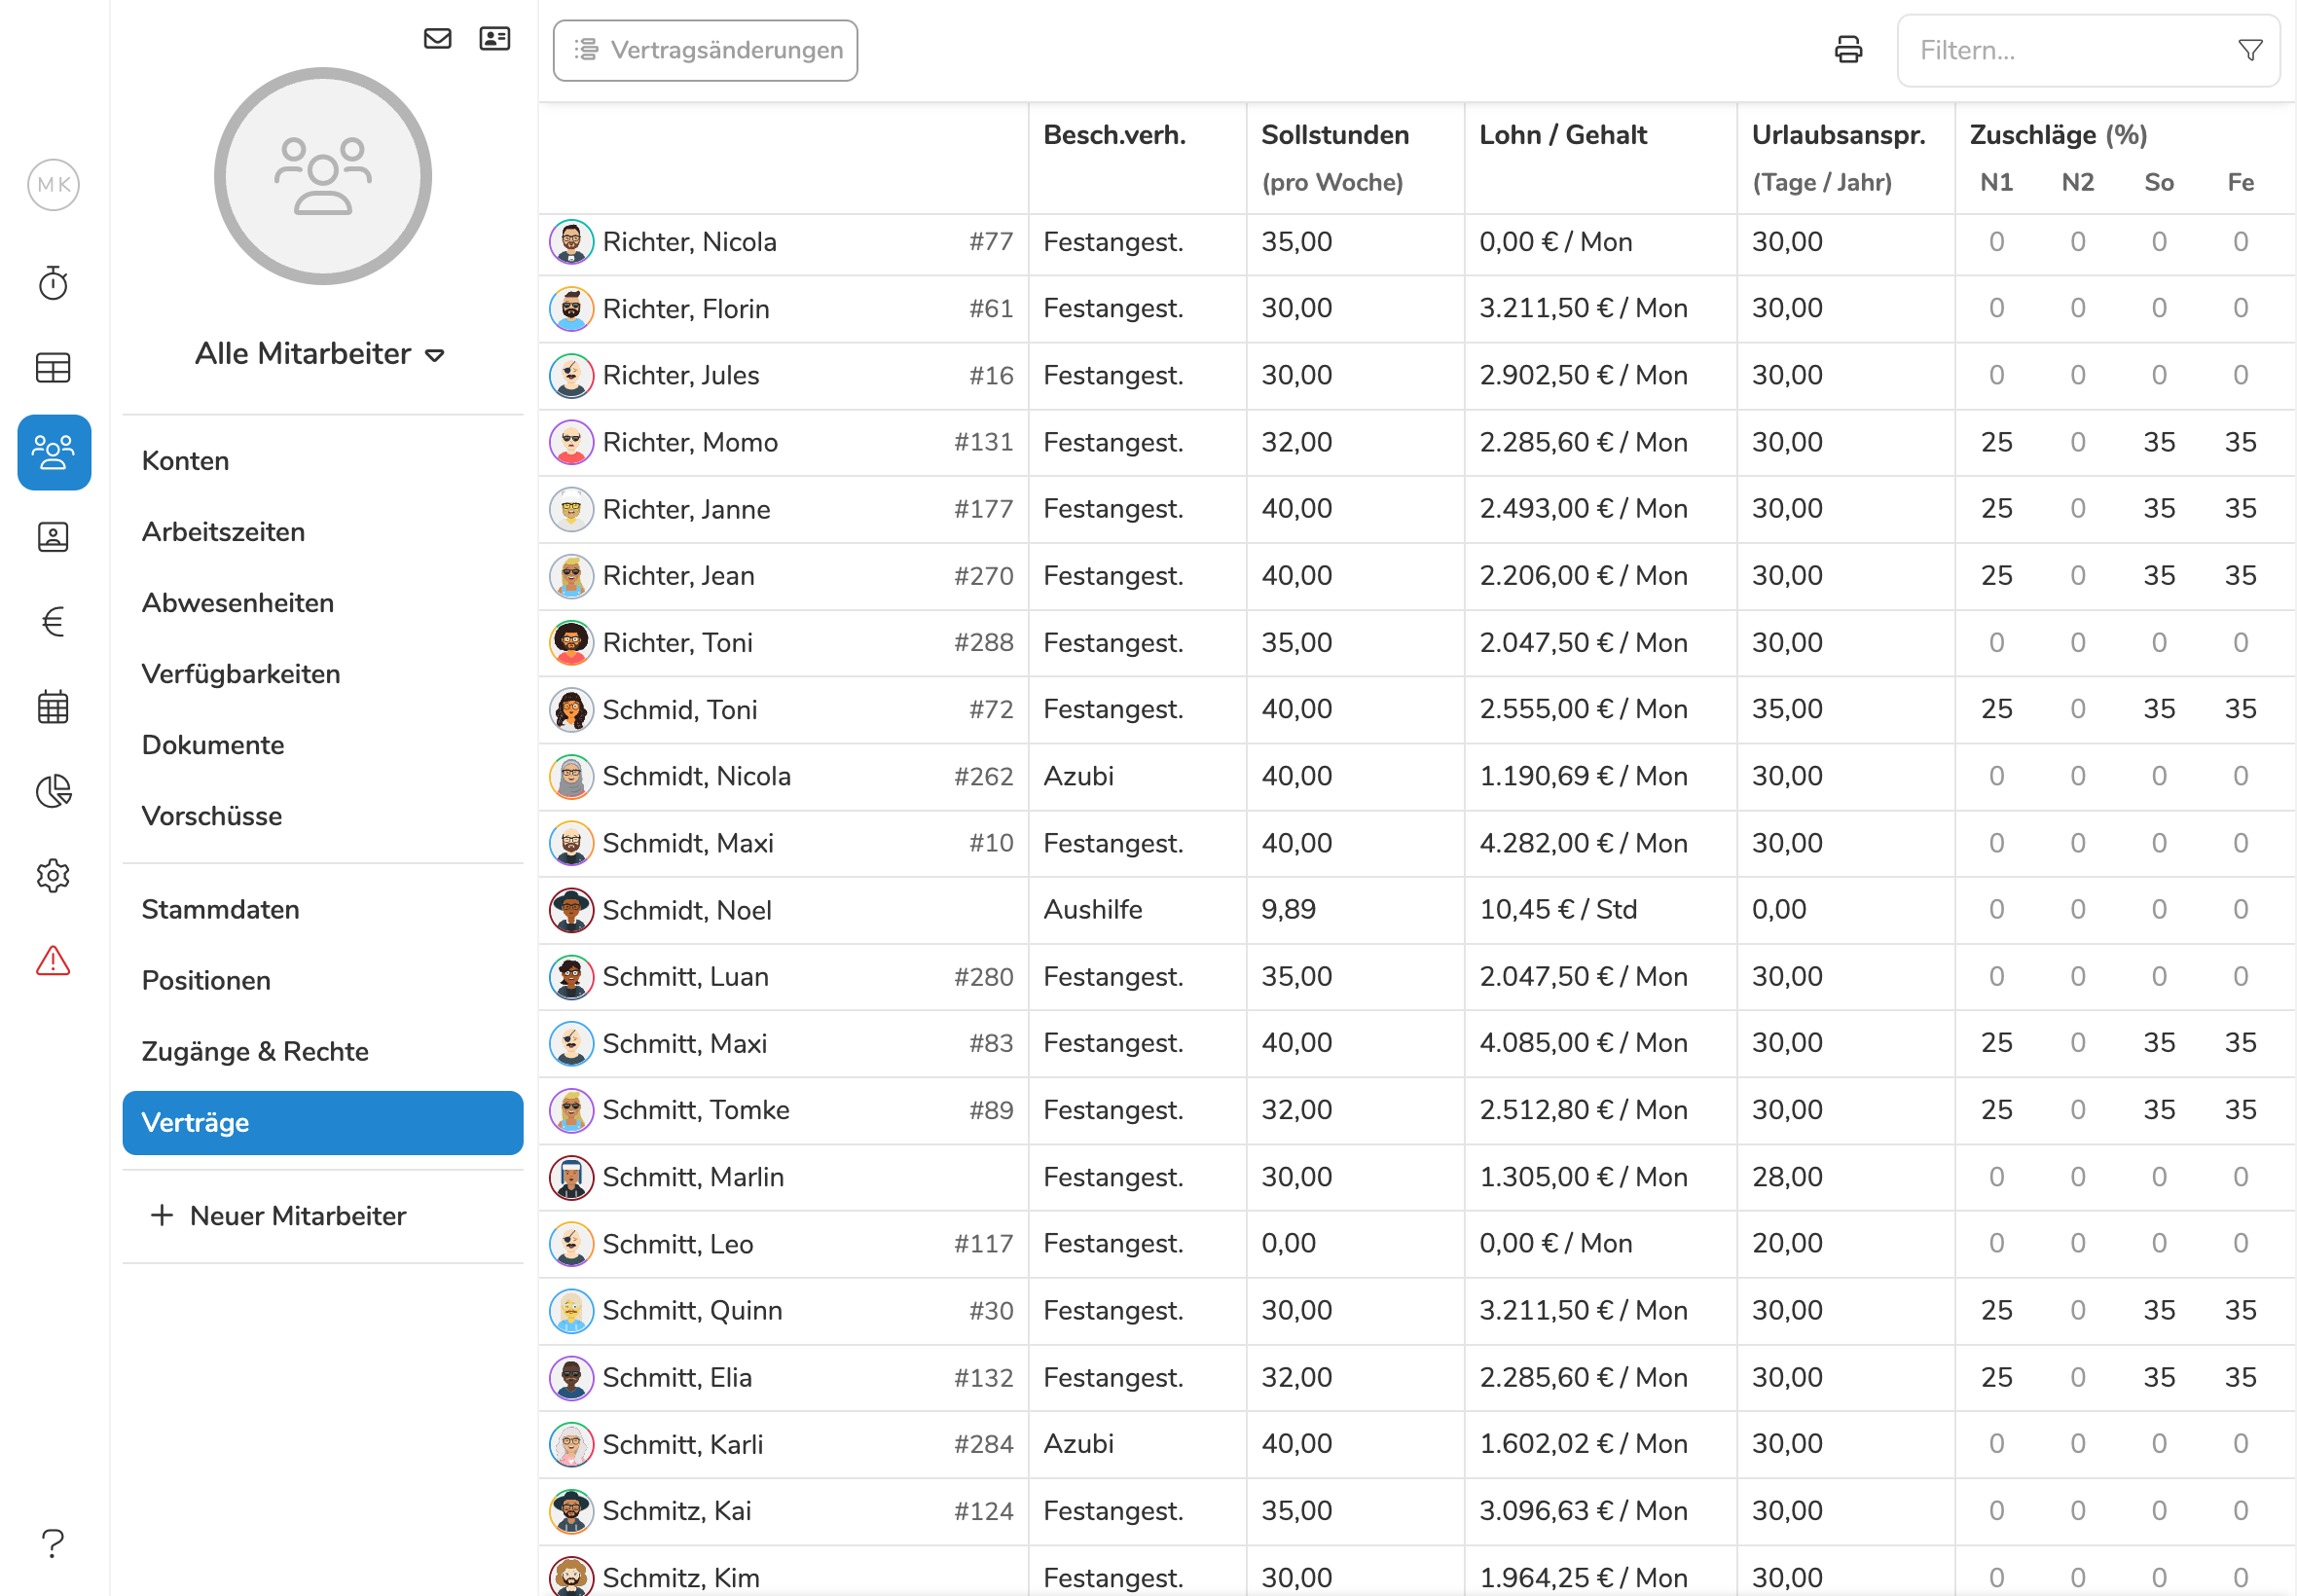 MK
Alle Mitarbeiter
Konten
Arbeitszeiten
Abwesenheiten
Verfügbarkeiten
Dokumente
Vorschüsse
Stammdaten
Positionen
Zugänge & Rechte
Verträge
+ Neuer Mitarbeiter
?
Vertragsänderungen
Filtern...
Besch.verh. Sollstunden Lohn / Gehalt Urlaubsanspr. Zuschläge (%)
(pro Woche) (Tage / Jahr) N1 N2 So Fe
Richter, Nicola #77 Festangest. 35,00 0,00 € / Mon 30,00 0 0 0 0
Richter, Florin #61 Festangest. 30,00 3.211,50 € / Mon 30,00 0 0 0 0
Richter, Jules #16 Festangest. 30,00 2.902,50 € / Mon 30,00 0 0 0 0
Richter, Momo #131 Festangest. 32,00 2.285,60 € / Mon 30,00 25 0 35 35
Richter, Janne #177 Festangest. 40,00 2.493,00 € / Mon 30,00 25 0 35 35
Richter, Jean #270 Festangest. 40,00 2.206,00 € / Mon 30,00 25 0 35 35
Richter, Toni #288 Festangest. 35,00 2.047,50 € / Mon 30,00 0 0 0 0
Schmid, Toni #72 Festangest. 40,00 2.555,00 € / Mon 35,00 25 0 35 35
Schmidt, Nicola #262 Azubi 40,00 1.190,69 € / Mon 30,00 0 0 0 0
Schmidt, Maxi #10 Festangest. 40,00 4.282,00 € / Mon 30,00 0 0 0 0
Schmidt, Noel Aushilfe 9,89 10,45 € / Std 0,00 0 0 0 0
Schmitt, Luan #280 Festangest. 35,00 2.047,50 € / Mon 30,00 0 0 0 0
Schmitt, Maxi #83 Festangest. 40,00 4.085,00 € / Mon 30,00 25 0 35 35
Schmitt, Tomke #89 Festangest. 32,00 2.512,80 € / Mon 30,00 25 0 35 35
Schmitt, Marlin Festangest. 30,00 1.305,00 € / Mon 28,00 0 0 0 0
Schmitt, Leo #117 Festangest. 0,00 0,00 € / Mon 20,00 0 0 0 0
Schmitt, Quinn #30 Festangest. 30,00 3.211,50 € / Mon 30,00 25 0 35 35
Schmitt, Elia #132 Festangest. 32,00 2.285,60 € / Mon 30,00 25 0 35 35
Schmitt, Karli #284 Azubi 40,00 1.602,02 € / Mon 30,00 0 0 0 0
Schmitz, Kai #124 Festangest. 35,00 3.096,63 € / Mon 30,00 0 0 0 0
Schmitz, Kim Festangest. 30,00 1.964,25 € / Mon 30,00 0 0 0 0